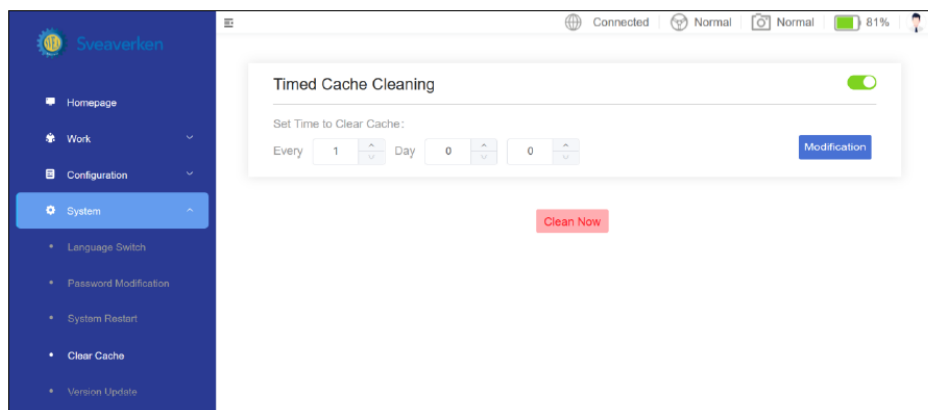 Sveaverken
Connected Normal Normal 81%
Homepage
Work
Configuration
System
Language Switch
Password Modification
System Restart
Clear Cache
Version Update
Timed Cache Cleaning
Set Time to Clear Cache:
Every 1 Day 0 0
Modification
Clean Now